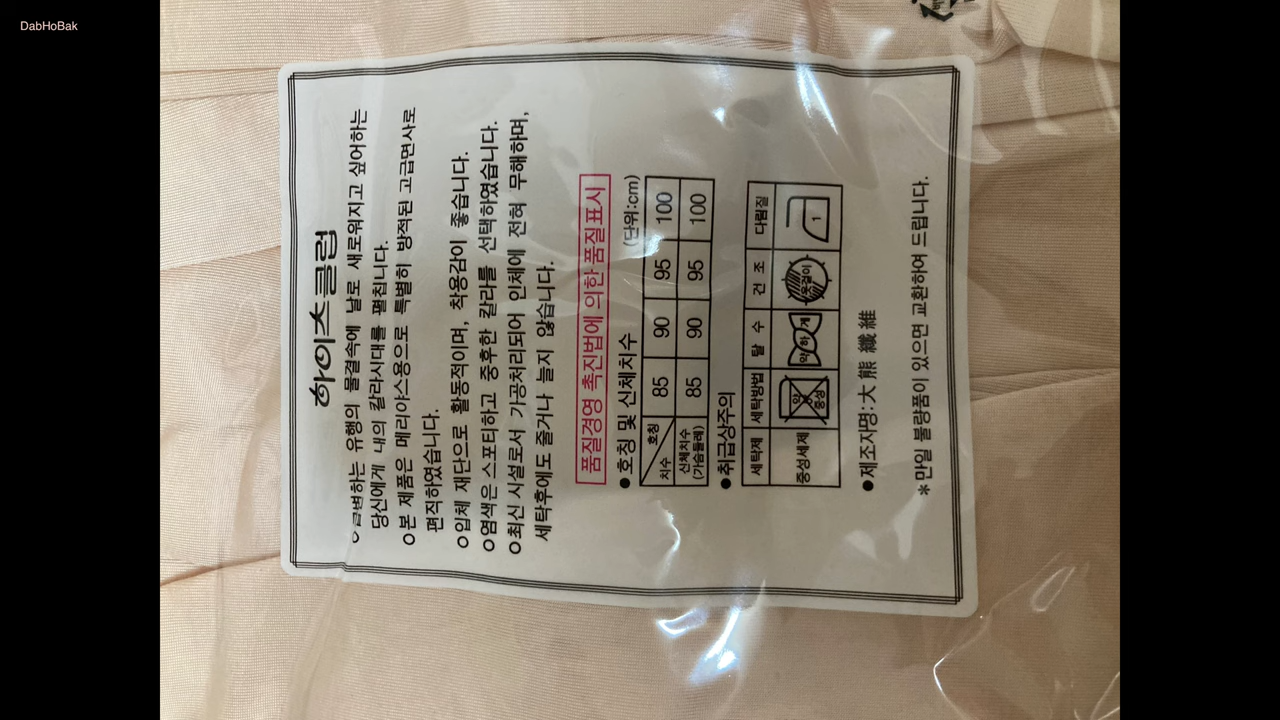 DabHoBak
하이츠클럽
급변하는 유행의 물결속에 날로 새로워지고 싶어하는
당신에게 내의 칼라시대를 펼칩니다.
본 제품은 메리야스용으로 특별히 방적된 고급면사로
편직하였습니다.
입체 재단으로 활동적이며, 착용감이 좋습니다.
염색은 스포티하고 중후한 칼라를 선택하였습니다.
최신 시설로서 가공처리되어 인체에 전혀 무해하며,
세탁후에도 줄거나 늘지 않습니다.
품질경영 촉진법에 의한 품질표시
●호칭 및 신체치수 (단위:cm)
치수 호칭 85 90 95 100
신체치수 (가슴둘레) 85 90 95 100
●취급상주의
세탁제 세탁방법 탈 수 건 조 다림질
중성세제 약 중성 약하게 옷걸이 1
●제조자명: 大 熊 纖 維
*만일 불량품이 있으면 교환하여 드립니다.